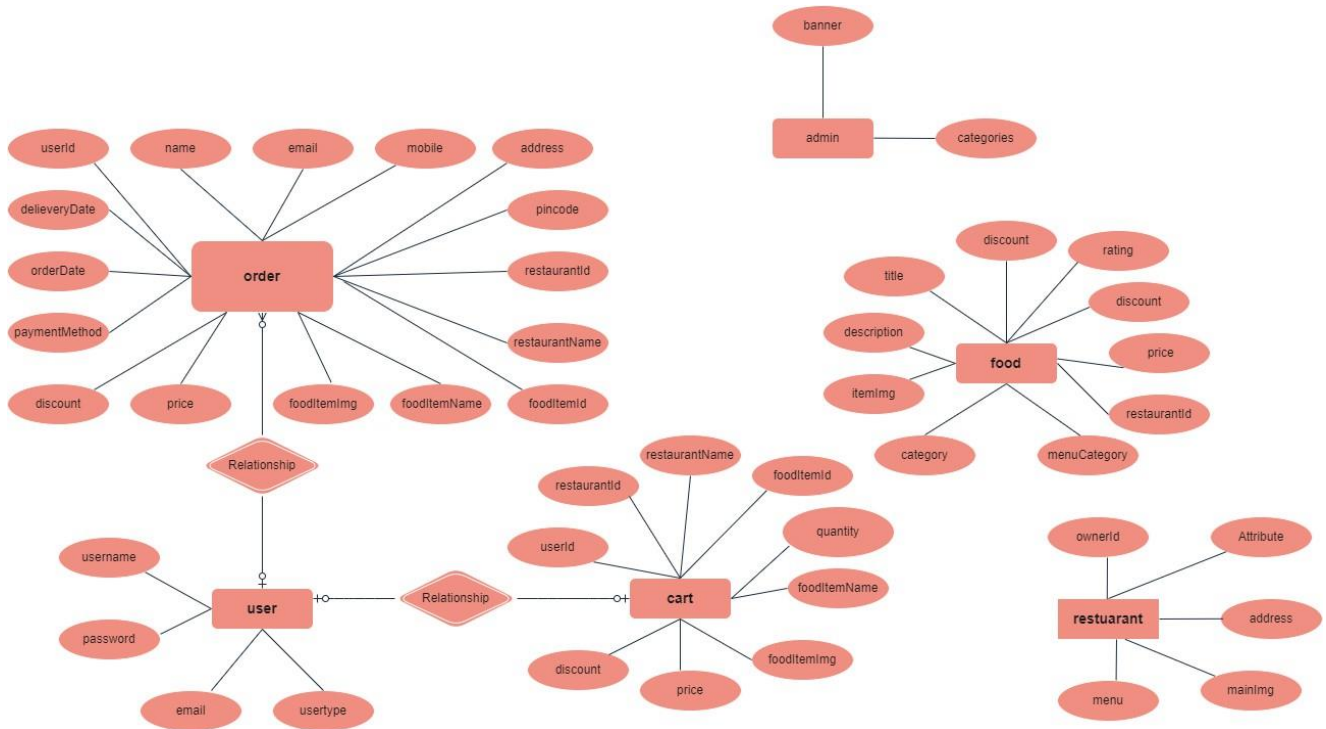 banner
admin
categories
userId
name
email
mobile
address
delieveryDate
pincode
order
orderDate
restaurantId
paymentMethod
restaurantName
discount
price
foodItemImg
foodItemName
foodItemId
discount
rating
title
discount
description
food
price
itemImg
restaurantId
category
menuCategory
Relationship
restaurantName
restaurantId
foodItemId
userId
quantity
foodItemName
cart
Relationship
discount
price
foodItemImg
username
user
password
email
usertype
ownerId
Attribute
restuarant
address
menu
mainImg